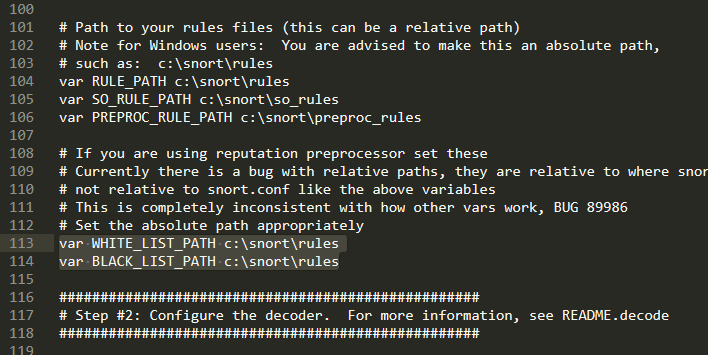 100
101 # Path to your rules files (this can be a relative path)
102 # Note for Windows users:  You are advised to make this an absolute path,
103 # such as:  c:\snort\rules
104 var RULE_PATH c:\snort\rules
105 var SO_RULE_PATH c:\snort\so_rules
106 var PREPROC_RULE_PATH c:\snort\preproc_rules
107
108 # If you are using reputation preprocessor set these
109 # Currently there is a bug with relative paths, they are relative to where snor
110 # not relative to snort.conf like the above variables
111 # This is completely inconsistent with how other vars work, BUG 89986
112 # Set the absolute path appropriately
113 var WHITE_LIST_PATH c:\snort\rules
114 var BLACK_LIST_PATH c:\snort\rules
115
116 ###################################################
117 # Step #2: Configure the decoder.  For more information, see README.decode
118 ###################################################
119